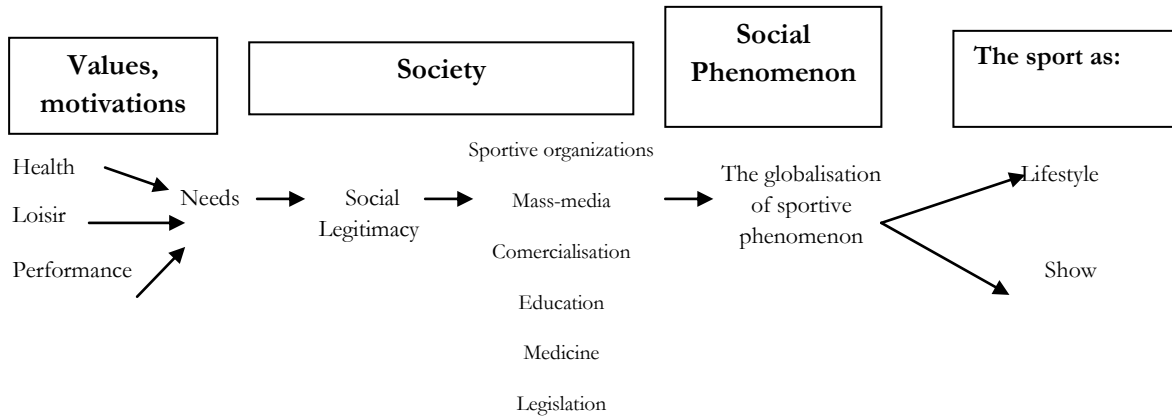 Values,
motivations
Society
Social
Phenomenon
The sport as:
Health
Loisir
Performance
Needs
Social
Legitimacy
Sportive organizations
Mass-media
Comercialisation
Education
Medicine
Legislation
The globalisation
of sportive
phenomenon
Lifestyle
Show